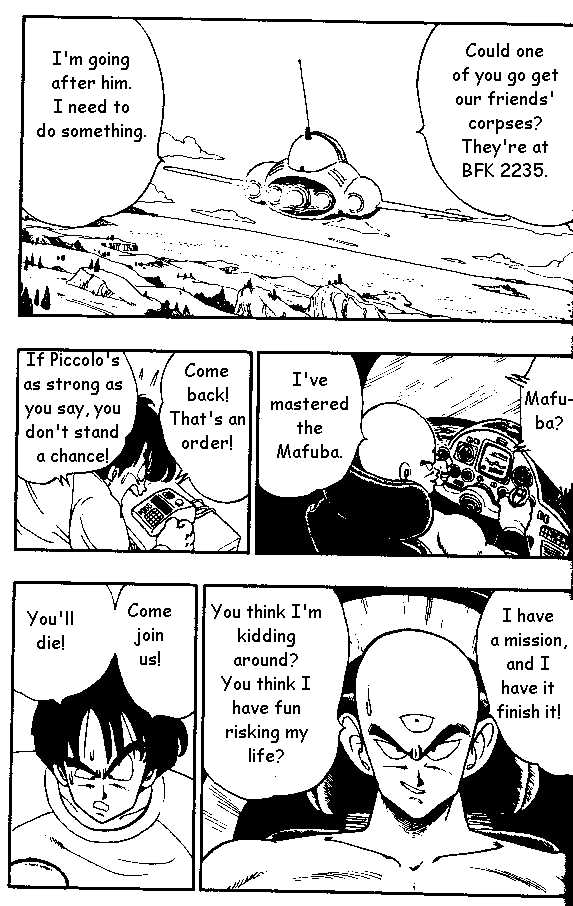 Could one
of you go get
our friends'
corpses?
They're at
BFK 2235.
I'm going
after him.
I need to
do something.
Mafu-
ba?
I've
mastered
the
Mafuba.
Come
back!
That's an
order!
If Piccolo's
as strong as
you say, you
don't stand
a chance!
I have
a mission,
and I
have it
finish it!
You think I'm
kidding
around?
You think I
have fun
risking my
life?
Come
join
us!
You'll
die!